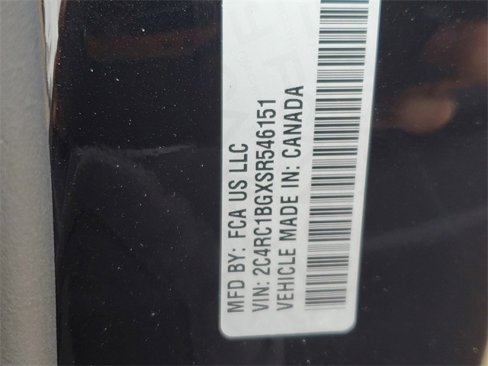 MFD BY: FCA US LLC
VIN: 2C4RC1BGXSR546151
VEHICLE MADE IN: CANADA